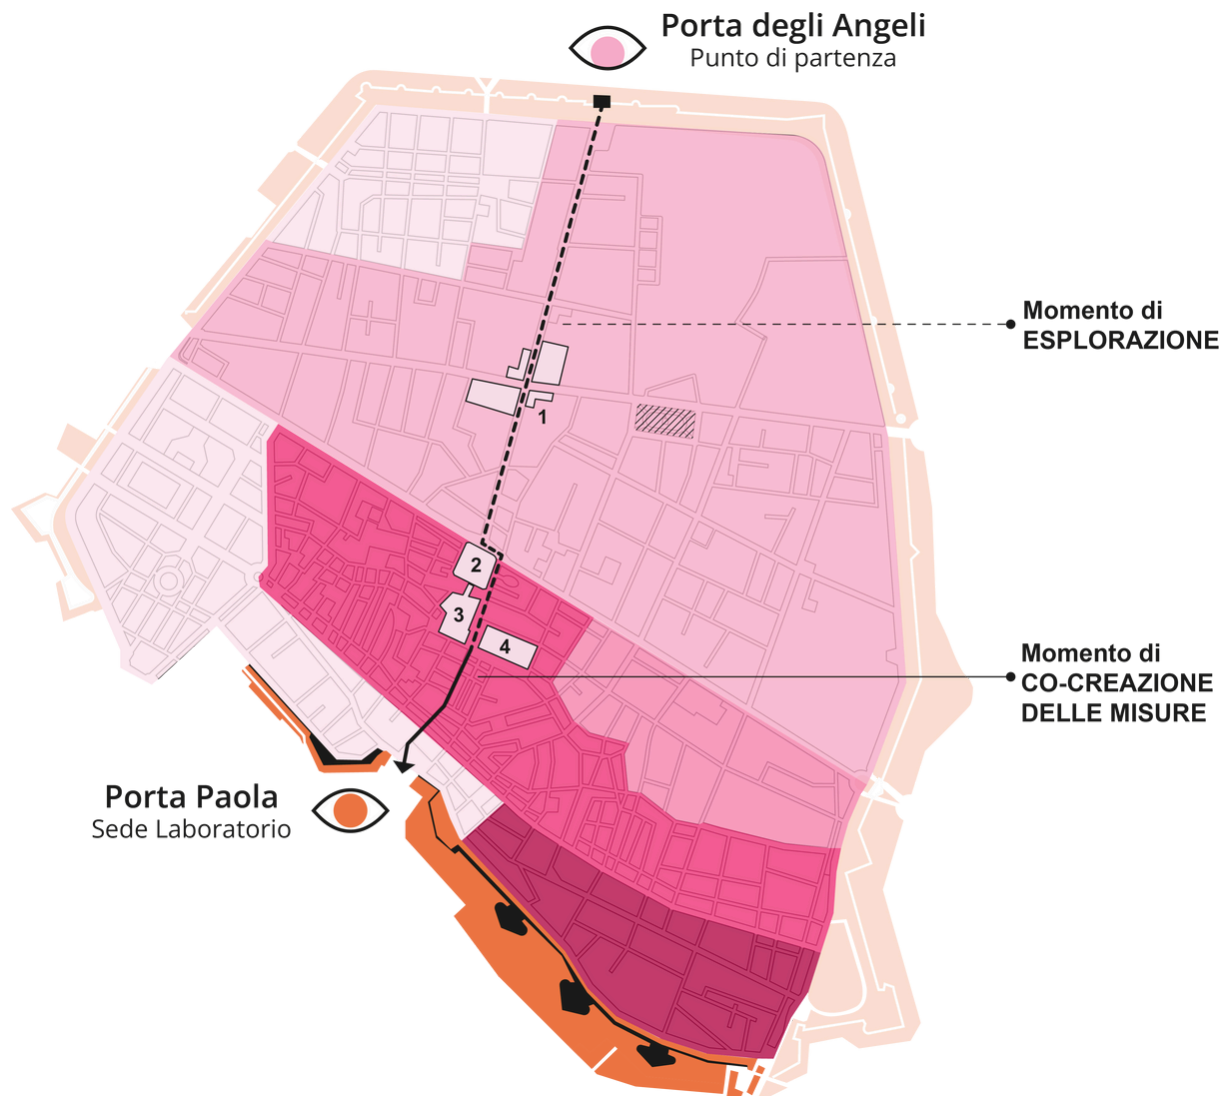 Porta degli Angeli
Punto di partenza
Momento di
ESPLORAZIONE
1
2
3
4
Momento di
CO-CREAZIONE
DELLE MISURE
Porta Paola
Sede Laboratorio